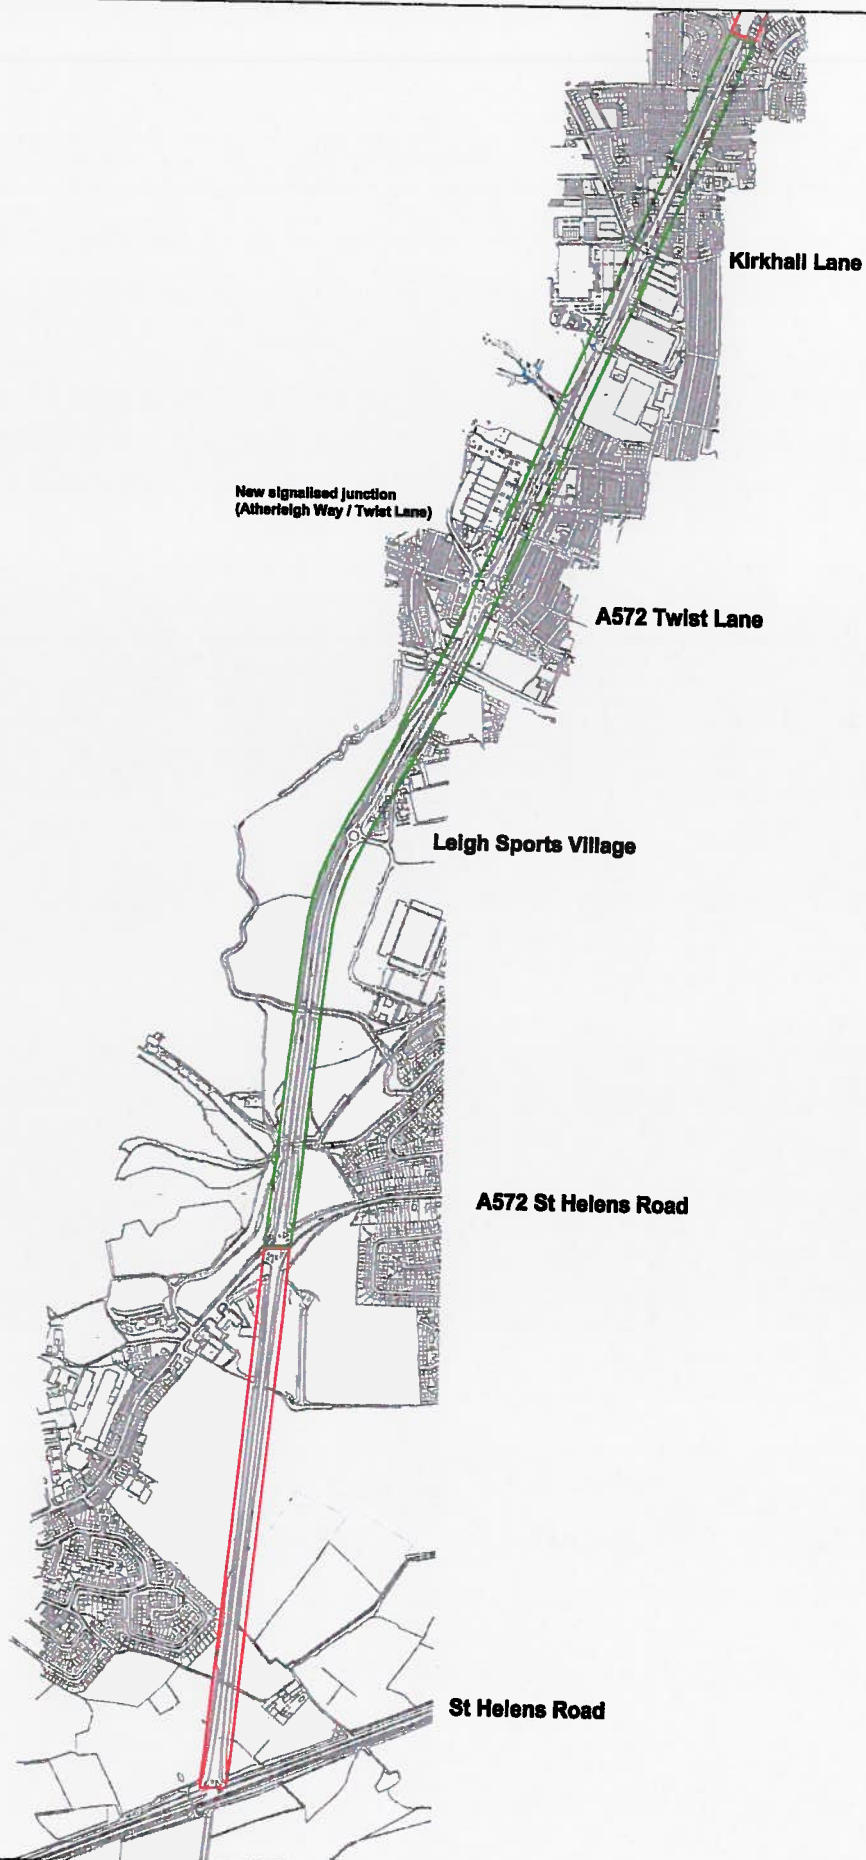 Kirkhall Lane
New signalised junction
(Atherleigh Way / Twist Lane)
A572 Twist Lane
Leigh Sports Village
A572 St Helens Road
St Helens Road